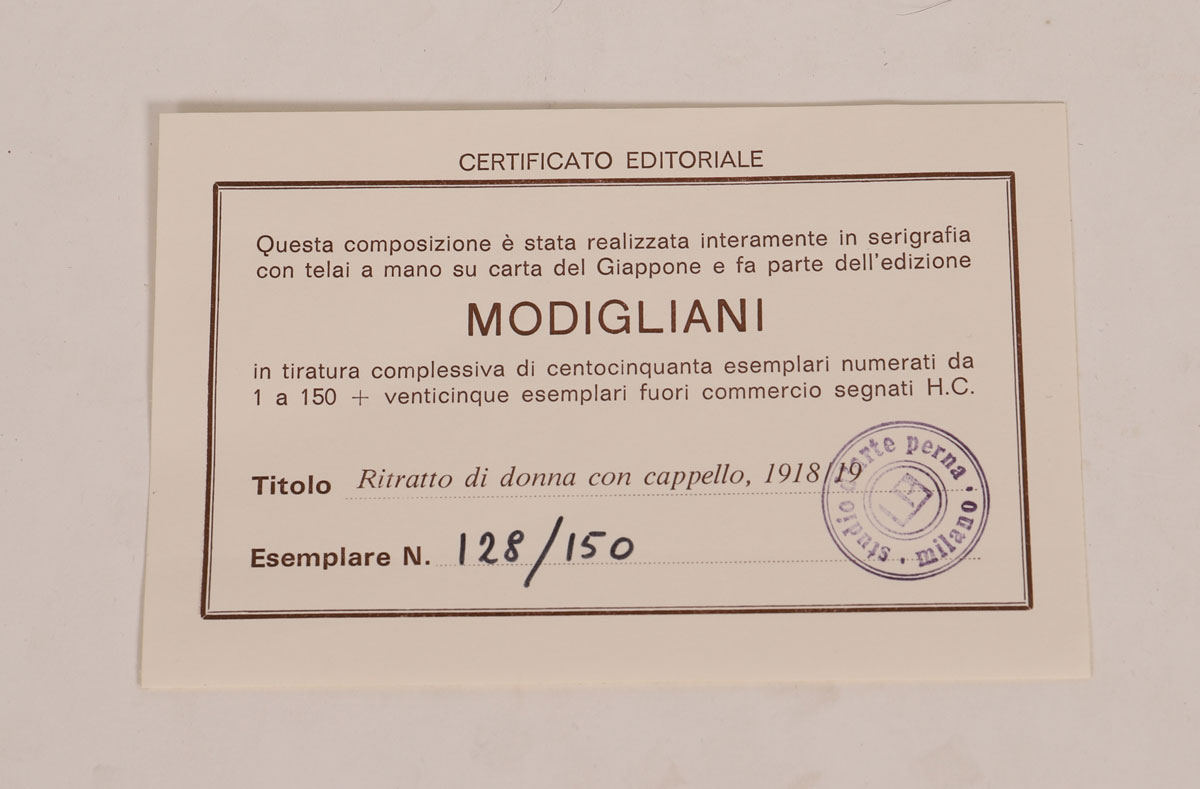 CERTIFICATO EDITORIALE
Questa composizione è stata realizzata interamente in serigrafia
con telai a mano su carta del Giappone e fa parte dell'edizione
MODIGLIANI
in tiratura complessiva di centocinquanta esemplari numerati da
1 a 150 + venticinque esemplari fuori commercio segnati H.C.
Titolo Ritratto di donna con cappello, 1918/19
Esemplare N. 128/150
studio d'arte perna · milano ·